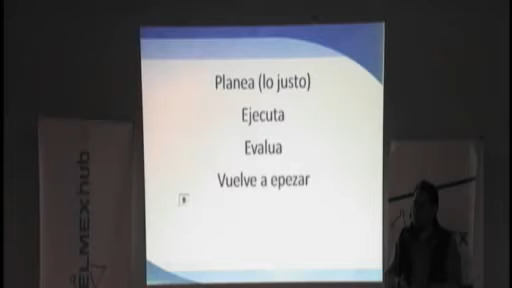 Planea (lo justo)
Ejecuta
Evalua
Vuelve a epezar
ELMEXhub